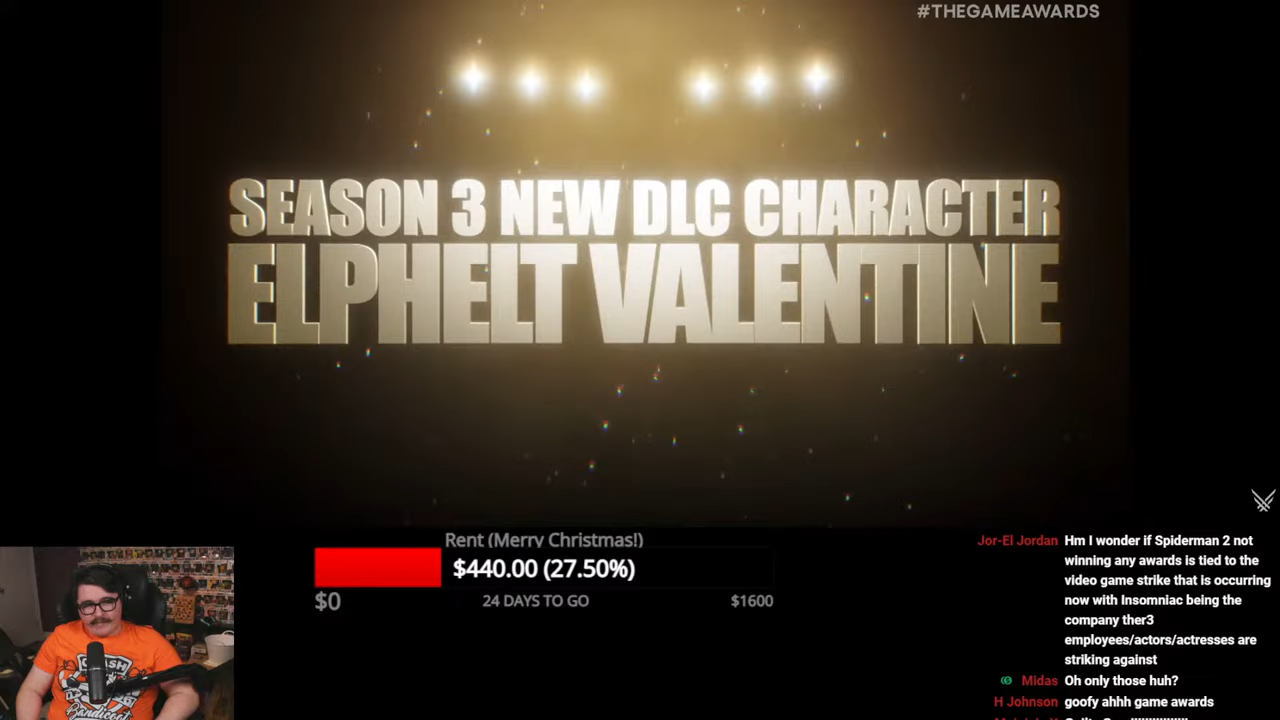 #THEGAMEAWARDS
SEASON 3 NEW DLC CHARACTER
ELPHELT VALENTINE
Rent (Merry Christmas!)
$440.00 (27.50%)
$0
24 DAYS TO GO
$1600
Jor-El Jordan Hm I wonder if Spiderman 2 not
winning any awards is tied to the
video game strike that is occurring
now with Insomniac being the
company ther3
employees/actors/actresses are
striking against
Midas Oh only those huh?
H Johnson goofy ahhh game awards
CRASH
Bandicoot